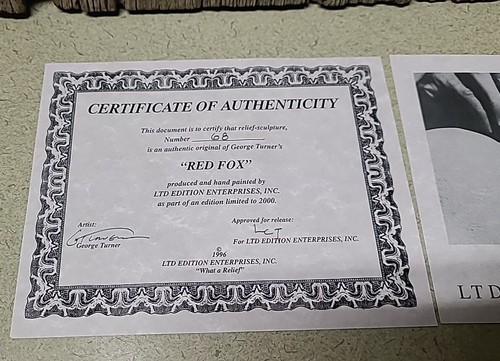 CERTIFICATE OF AUTHENTICITY
This document is to certify that relief-sculpture,
Number 68
is an authentic original of George Turner's
"RED FOX"
produced and hand painted by
LTD EDITION ENTERPRISES, INC.
as part of an edition limited to 2000.
Artist:
George Turner
Approved for release:
LCT
For LTD EDITION ENTERPRISES, INC.
©
1996
LTD EDITION ENTERPRISES, INC.
"What a Relief"
LTD